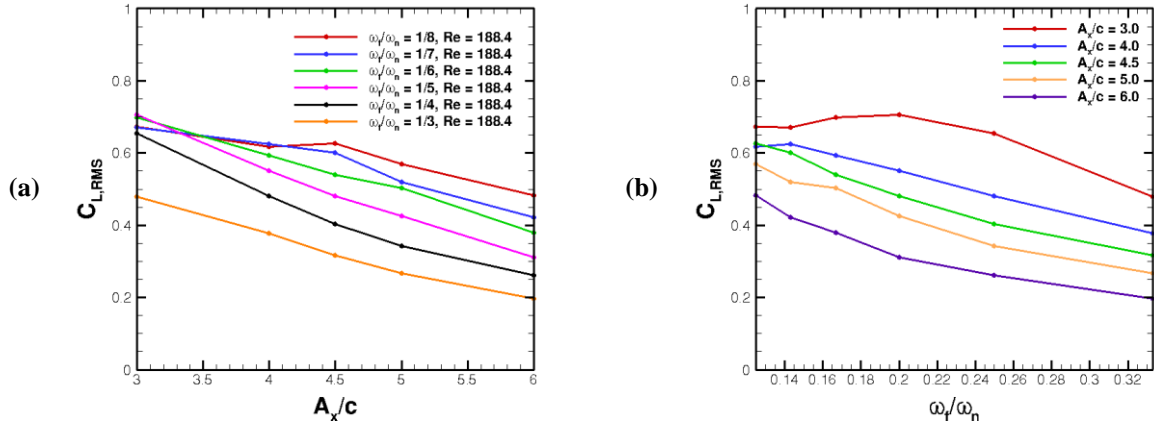 (a)
C_L,RMS
1
0.8
0.6
0.4
0.2
0
ω_f/ω_n = 1/8, Re = 188.4
ω_f/ω_n = 1/7, Re = 188.4
ω_f/ω_n = 1/6, Re = 188.4
ω_f/ω_n = 1/5, Re = 188.4
ω_f/ω_n = 1/4, Re = 188.4
ω_f/ω_n = 1/3, Re = 188.4
3 3.5 4 4.5 5 5.5 6
A_x/c
(b)
C_L,RMS
1
0.8
0.6
0.4
0.2
0
A_x/c = 3.0
A_x/c = 4.0
A_x/c = 4.5
A_x/c = 5.0
A_x/c = 6.0
0.14 0.16 0.18 0.2 0.22 0.24 0.26 0.28 0.3 0.32
ω_f/ω_n